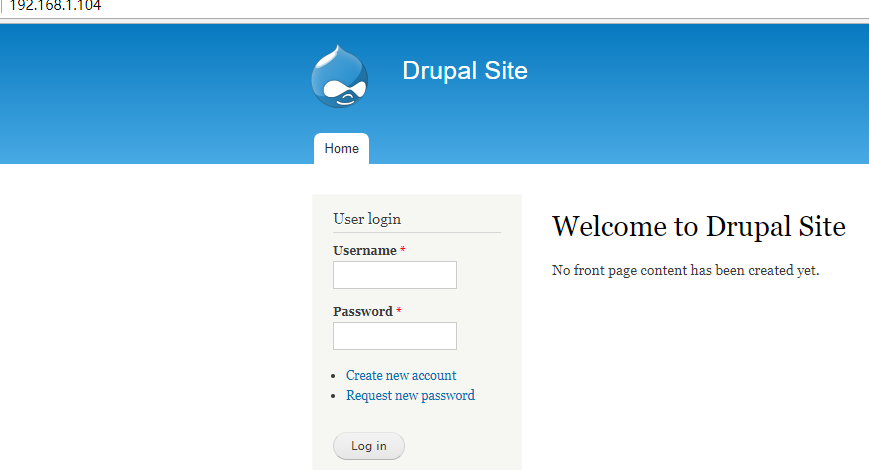 192.168.1.104
Drupal Site
Home
User login
Username *
Password *
Create new account
Request new password
Log in
Welcome to Drupal Site
No front page content has been created yet.